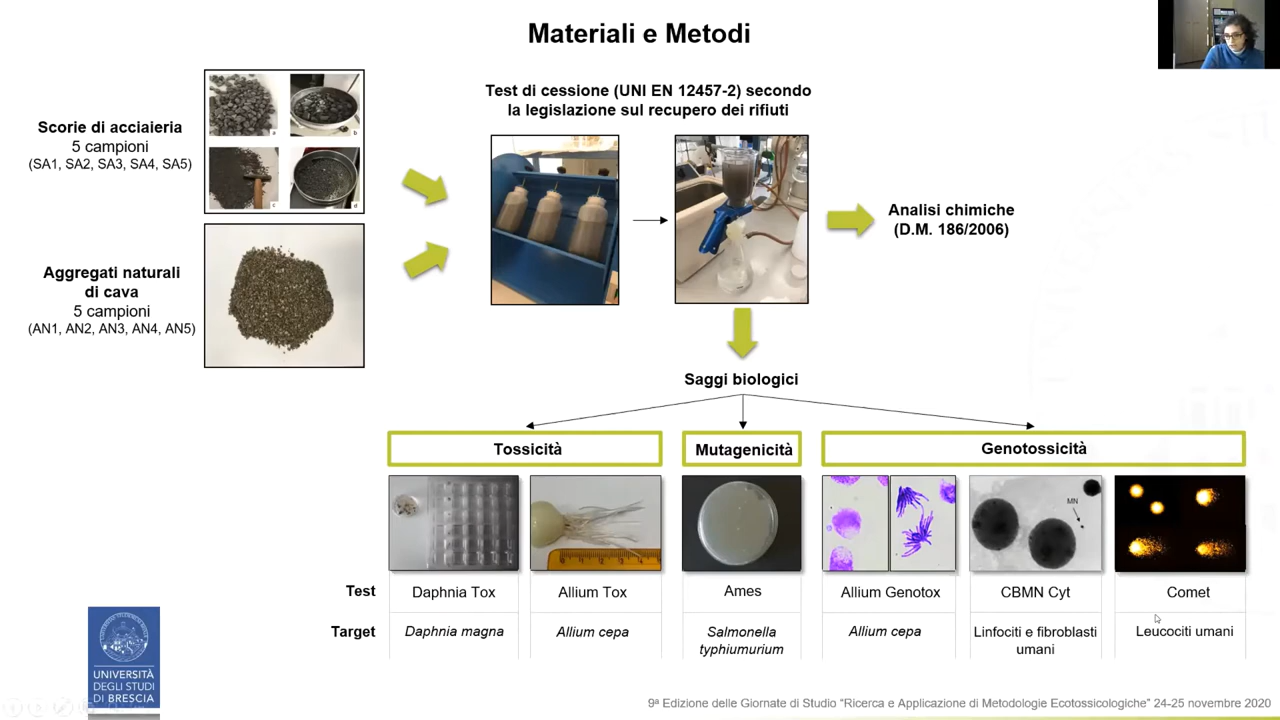 Materiali e Metodi
Scorie di acciaieria
5 campioni
(SA1, SA2, SA3, SA4, SA5)
a
b
c
d
Aggregati naturali
di cava
5 campioni
(AN1, AN2, AN3, AN4, AN5)
Test di cessione (UNI EN 12457-2) secondo
la legislazione sul recupero dei rifiuti
Analisi chimiche
(D.M. 186/2006)
Saggi biologici
Tossicità
Mutagenicità
Genotossicità
MN
Test
Daphnia Tox
Allium Tox
Ames
Allium Genotox
CBMN Cyt
Comet
Target
Daphnia magna
Allium cepa
Salmonella
typhiumurium
Allium cepa
Linfociti e fibroblasti
umani
Leucociti umani
UNIVERSITÀ
DEGLI STUDI
DI BRESCIA
9ª Edizione delle Giornate di Studio “Ricerca e Applicazione di Metodologie Ecotossicologiche” 24-25 novembre 2020